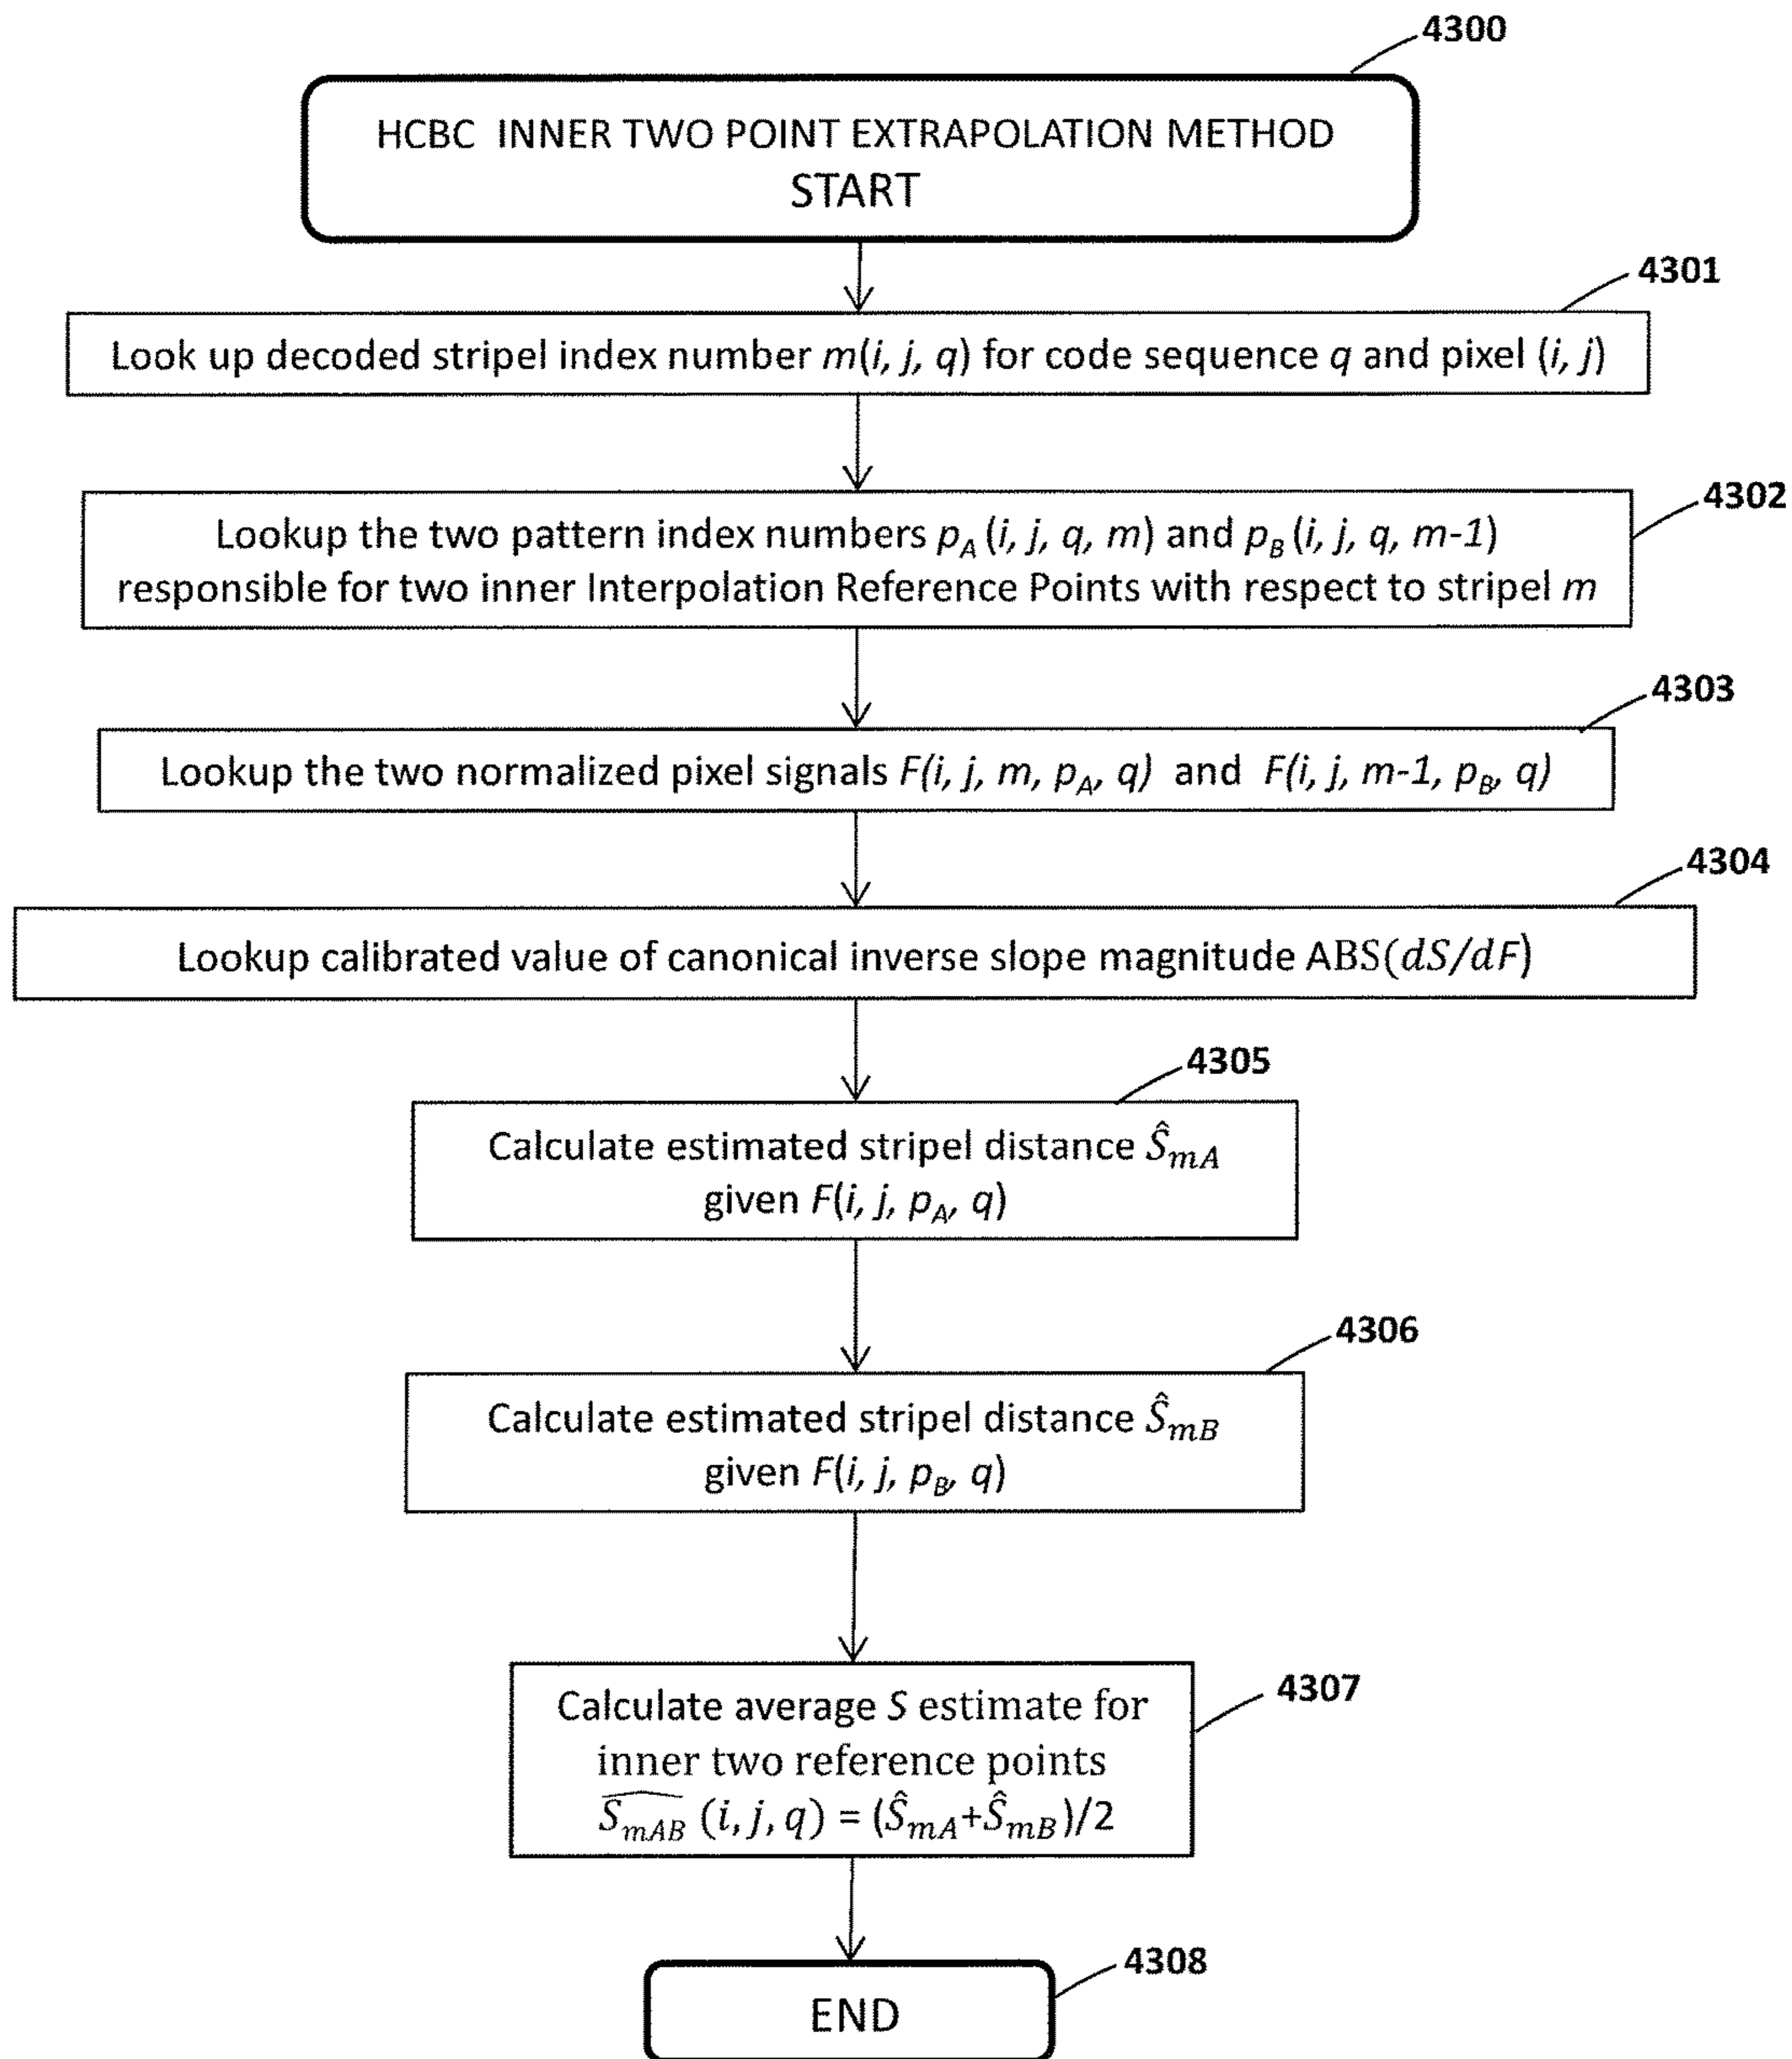 4300
HCBC INNER TWO POINT EXTRAPOLATION METHOD
START
4301
Look up decoded stripel index number m(i, j, q) for code sequence q and pixel (i, j)
4302
Lookup the two pattern index numbers p_A (i, j, q, m) and p_B (i, j, q, m-1)
responsible for two inner Interpolation Reference Points with respect to stripel m
4303
Lookup the two normalized pixel signals F(i, j, m, p_A, q) and F(i, j, m-1, p_B, q)
4304
Lookup calibrated value of canonical inverse slope magnitude ABS(dS/dF)
4305
Calculate estimated stripel distance Ŝ_mA
given F(i, j, p_A, q)
4306
Calculate estimated stripel distance Ŝ_mB
given F(i, j, p_B, q)
4307
Calculate average S estimate for
inner two reference points
\widehat{S_mAB} (i, j, q) = (Ŝ_mA+Ŝ_mB)/2
4308
END